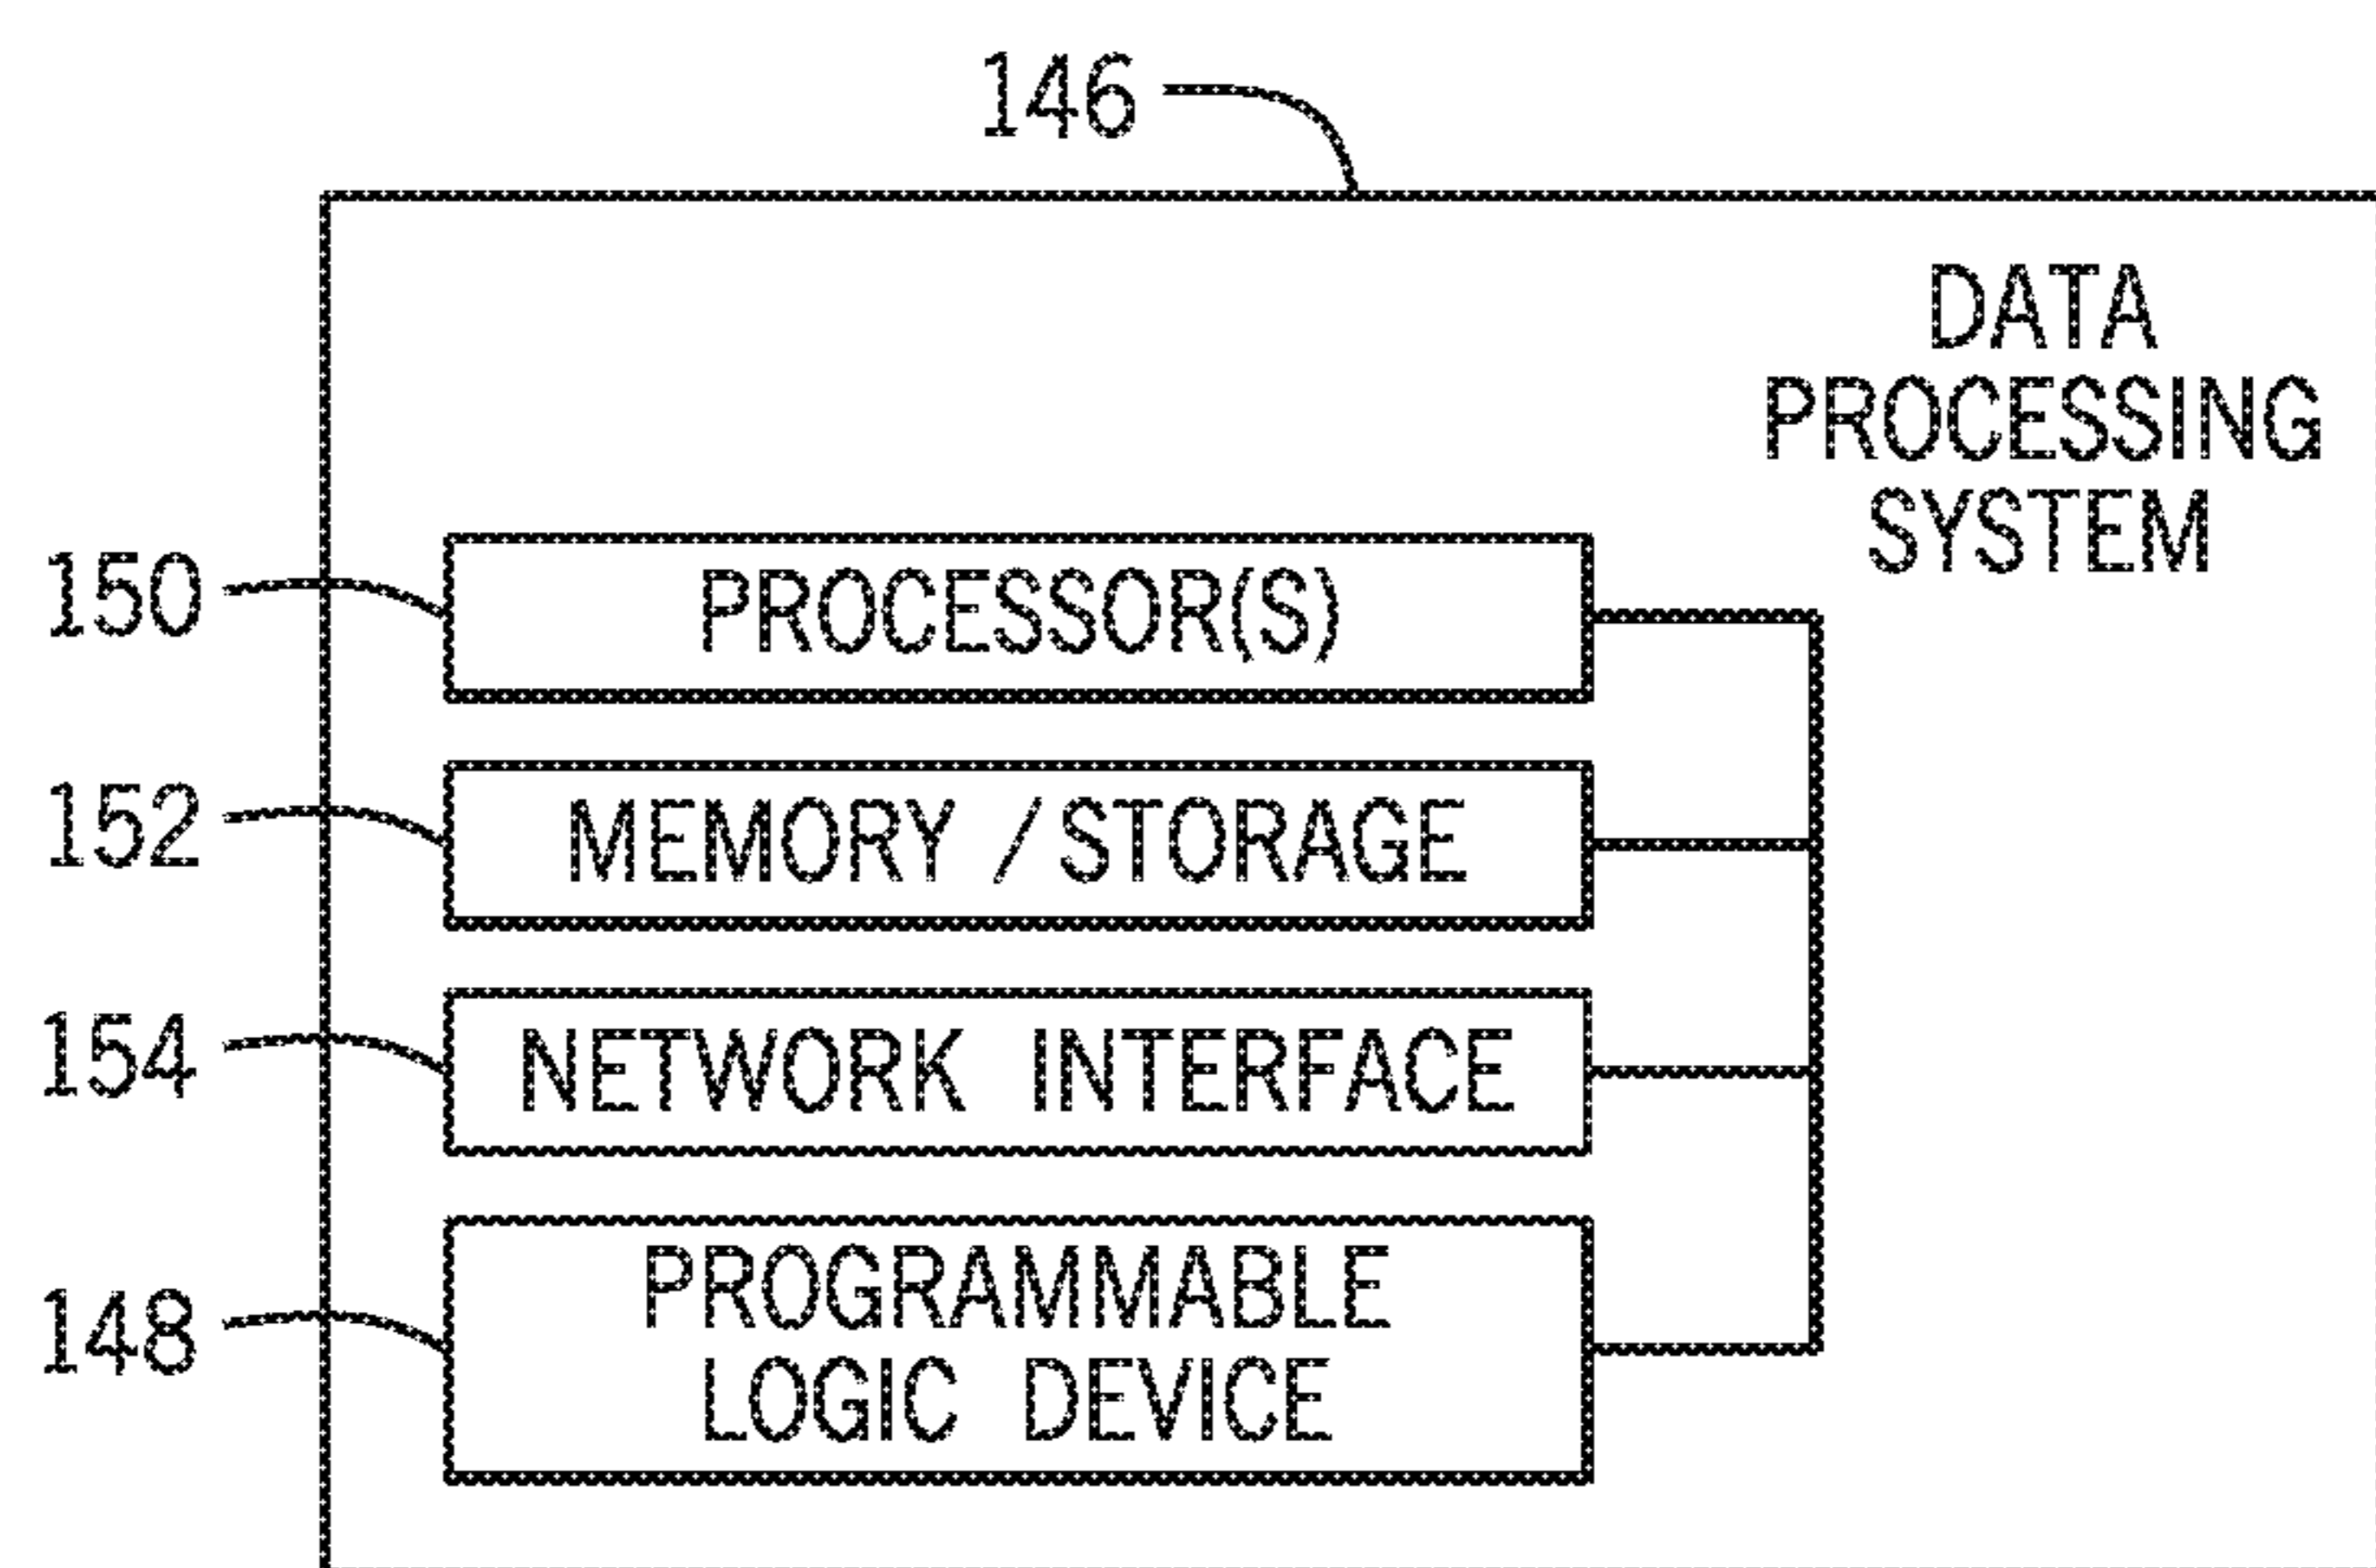 146
DATA
PROCESSING
SYSTEM
150
PROCESSOR(S)
152
MEMORY / STORAGE
154
NETWORK INTERFACE
148
PROGRAMMABLE
LOGIC DEVICE